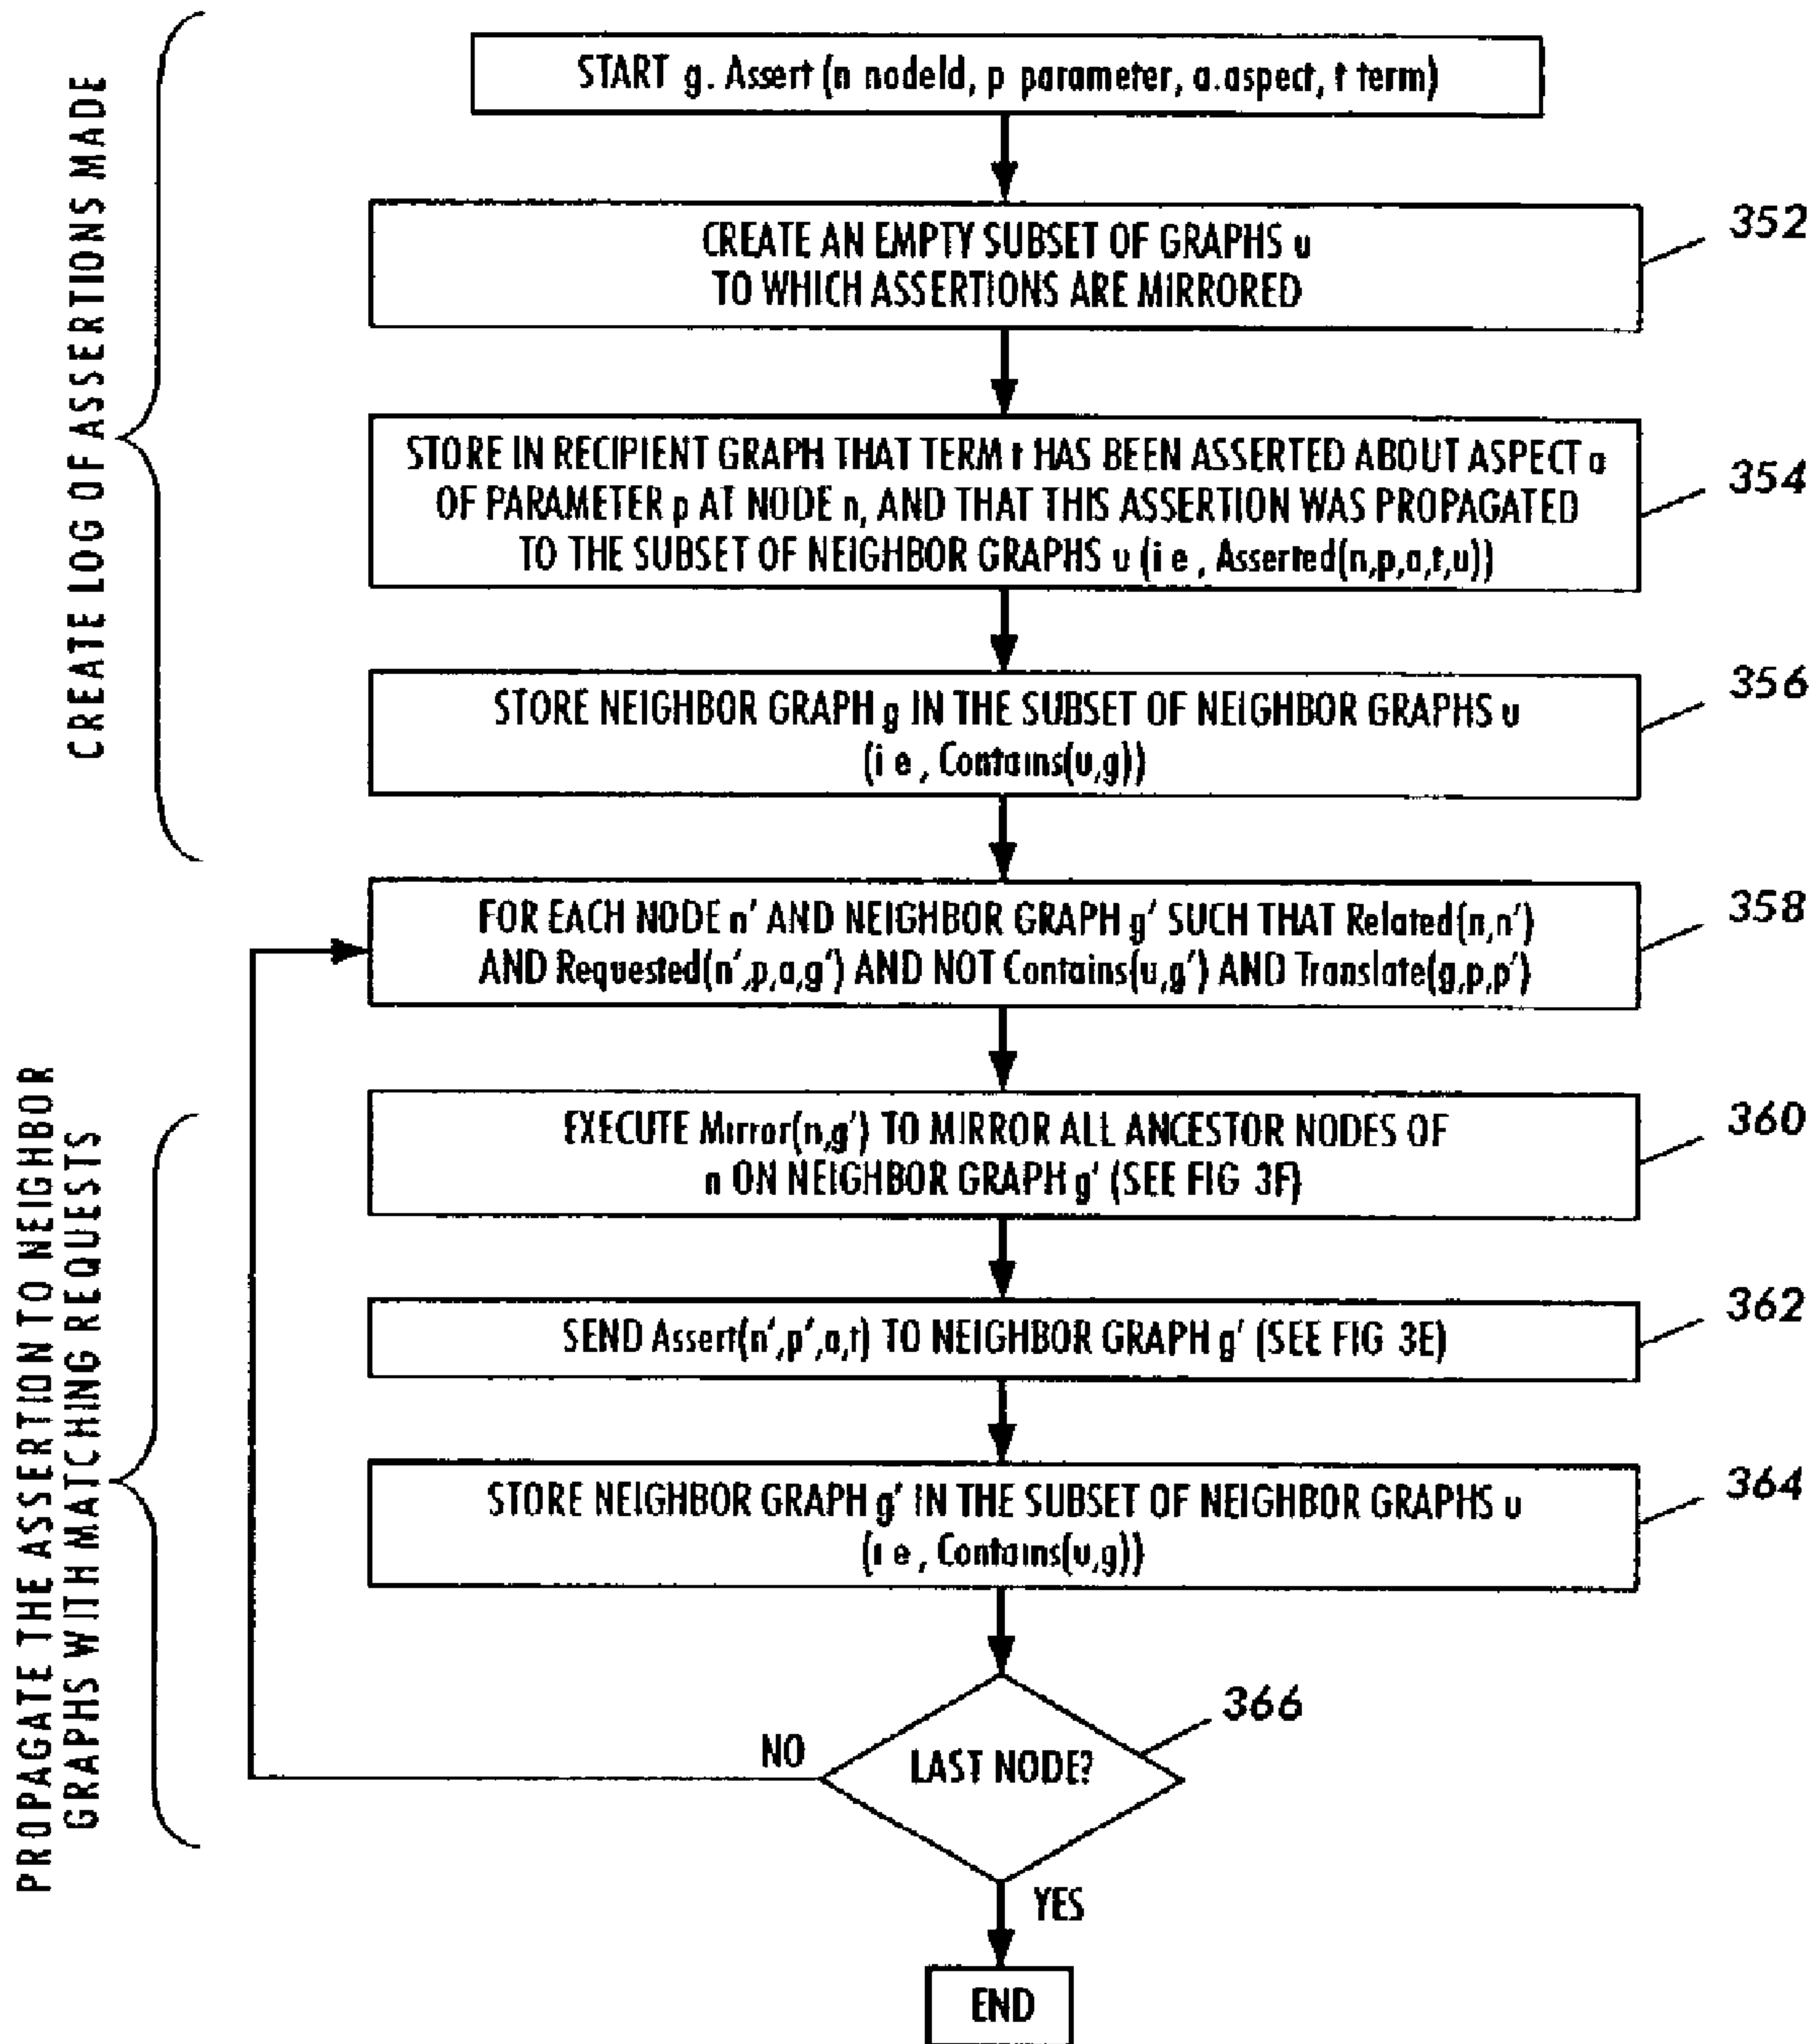 START g. Assert (n nodeId, p parameter, a.aspect, t term)
CREATE AN EMPTY SUBSET OF GRAPHS u
TO WHICH ASSERTIONS ARE MIRRORED
352
STORE IN RECIPIENT GRAPH THAT TERM t HAS BEEN ASSERTED ABOUT ASPECT a
OF PARAMETER p AT NODE n, AND THAT THIS ASSERTION WAS PROPAGATED
TO THE SUBSET OF NEIGHBOR GRAPHS u (i e , Asserted(n,p,a,t,u))
354
STORE NEIGHBOR GRAPH g IN THE SUBSET OF NEIGHBOR GRAPHS u
(i e , Contains(u,g))
356
CREATE LOG OF ASSERTIONS MADE
FOR EACH NODE n' AND NEIGHBOR GRAPH g' SUCH THAT Related(n,n')
AND Requested(n',p,a,g') AND NOT Contains(u,g') AND Translate(g,p,p')
358
EXECUTE Mirror(n,g') TO MIRROR ALL ANCESTOR NODES OF
n ON NEIGHBOR GRAPH g' (SEE FIG 3F)
360
SEND Assert(n',p',a,t) TO NEIGHBOR GRAPH g' (SEE FIG 3E)
362
STORE NEIGHBOR GRAPH g' IN THE SUBSET OF NEIGHBOR GRAPHS u
(i e , Contains(u,g))
364
PROPAGATE THE ASSERTION TO NEIGHBOR
GRAPHS WITH MATCHING REQUESTS
366
NO
LAST NODE?
YES
END